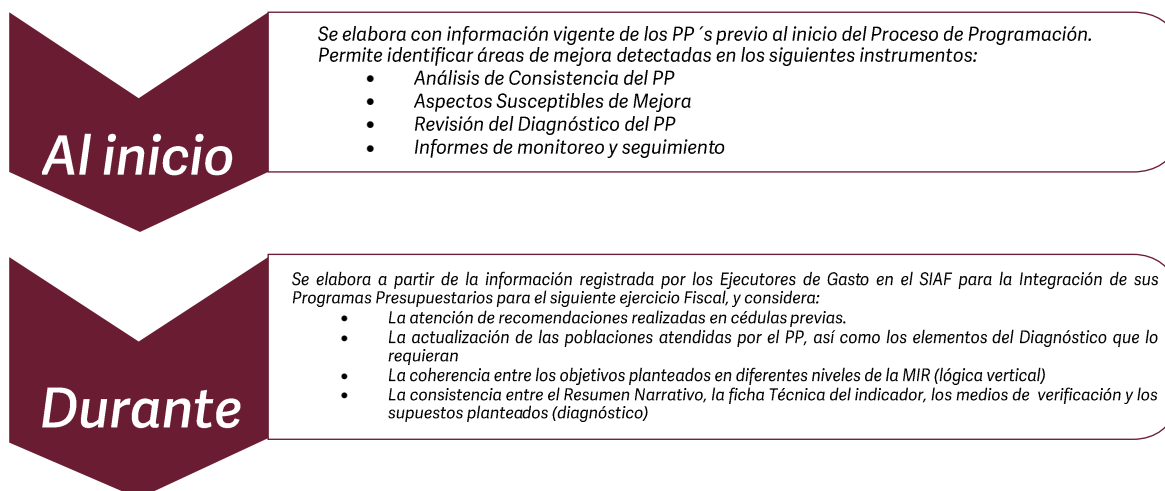 Al inicio
Se elabora con información vigente de los PP ´s previo al inicio del Proceso de Programación.
Permite identificar áreas de mejora detectadas en los siguientes instrumentos:
• Análisis de Consistencia del PP
• Aspectos Susceptibles de Mejora
• Revisión del Diagnóstico del PP
• Informes de monitoreo y seguimiento
Durante
Se elabora a partir de la información registrada por los Ejecutores de Gasto en el SIAF para la Integración de sus
Programas Presupuestarios para el siguiente ejercicio Fiscal, y considera:
• La atención de recomendaciones realizadas en cédulas previas.
• La actualización de las poblaciones atendidas por el PP, así como los elementos del Diagnóstico que lo
requieran
• La coherencia entre los objetivos planteados en diferentes niveles de la MIR (lógica vertical)
• La consistencia entre el Resumen Narrativo, la ficha Técnica del indicador, los medios de verificación y los
supuestos planteados (diagnóstico)